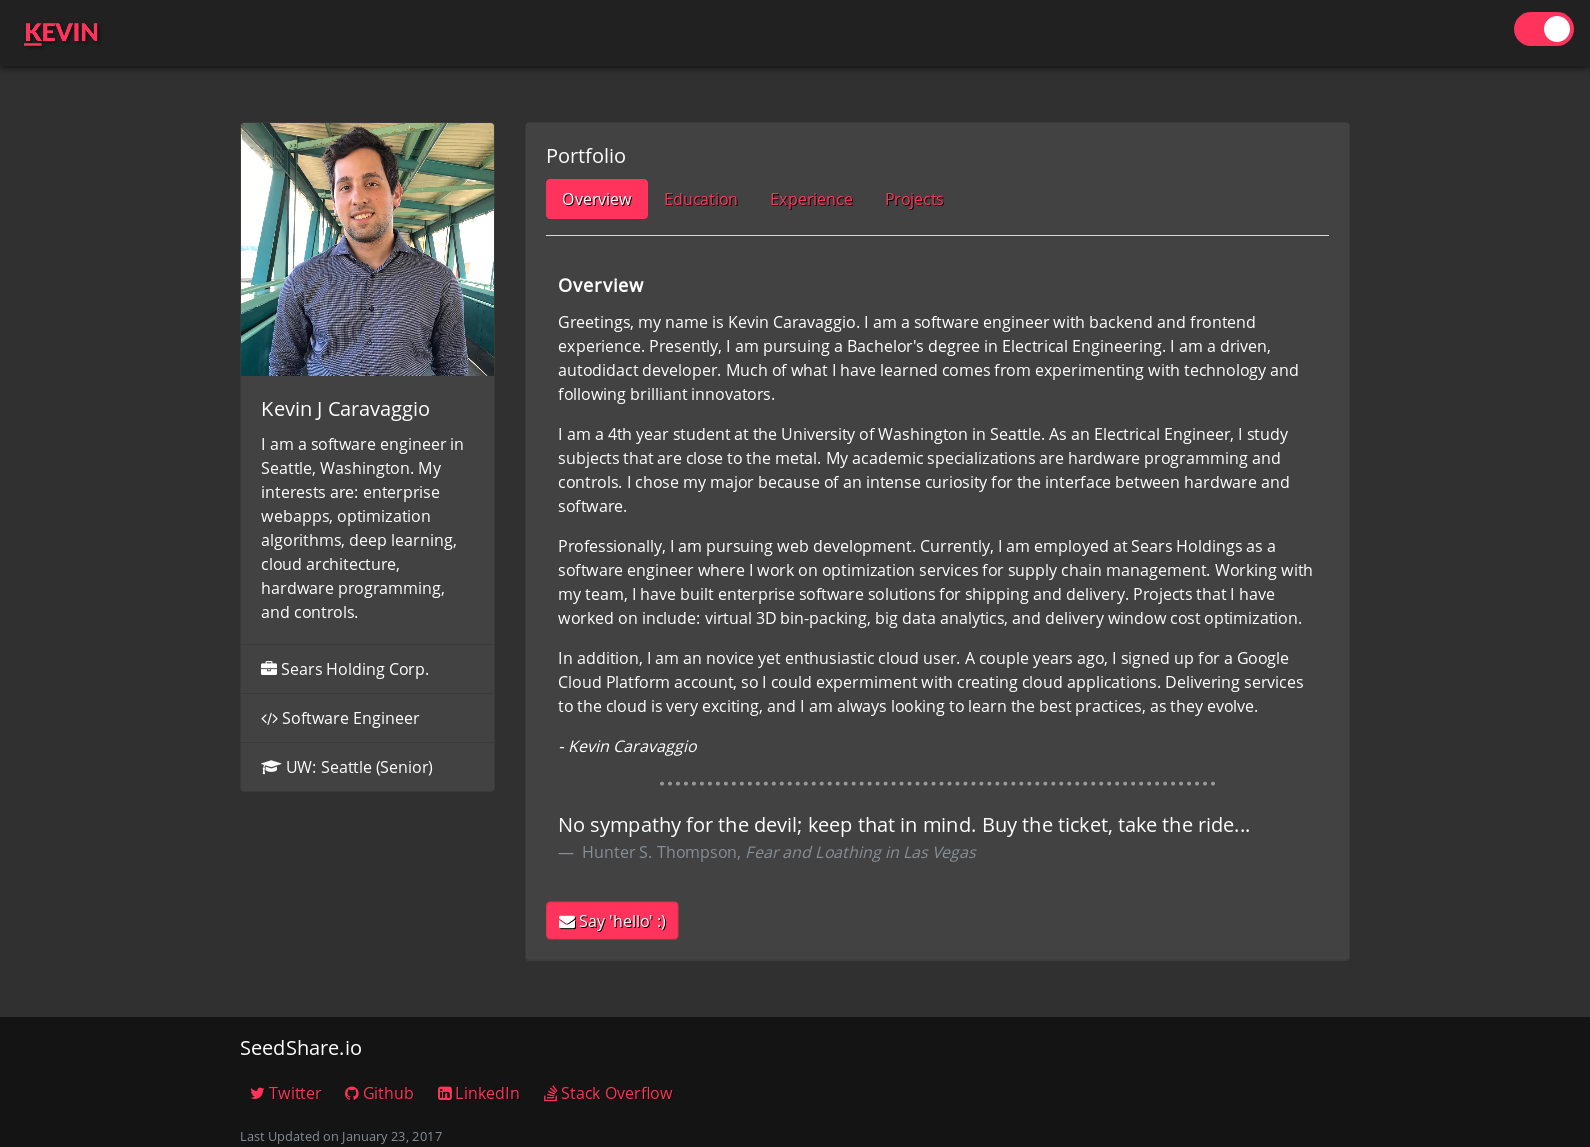 KEVIN
Kevin J Caravaggio
I am a software engineer in
Seattle, Washington. My
interests are: enterprise
webapps, optimization
algorithms, deep learning,
cloud architecture,
hardware programming,
and controls.
Sears Holding Corp.
Software Engineer
UW: Seattle (Senior)
Portfolio
Overview Education Experience Projects
Overview
Greetings, my name is Kevin Caravaggio. I am a software engineer with backend and frontend
experience. Presently, I am pursuing a Bachelor's degree in Electrical Engineering. I am a driven,
autodidact developer. Much of what I have learned comes from experimenting with technology and
following brilliant innovators.
I am a 4th year student at the University of Washington in Seattle. As an Electrical Engineer, I study
subjects that are close to the metal. My academic specializations are hardware programming and
controls. I chose my major because of an intense curiosity for the interface between hardware and
software.
Professionally, I am pursuing web development. Currently, I am employed at Sears Holdings as a
software engineer where I work on optimization services for supply chain management. Working with
my team, I have built enterprise software solutions for shipping and delivery. Projects that I have
worked on include: virtual 3D bin-packing, big data analytics, and delivery window cost optimization.
In addition, I am an novice yet enthusiastic cloud user. A couple years ago, I signed up for a Google
Cloud Platform account, so I could expermiment with creating cloud applications. Delivering services
to the cloud is very exciting, and I am always looking to learn the best practices, as they evolve.
- Kevin Caravaggio
No sympathy for the devil; keep that in mind. Buy the ticket, take the ride...
— Hunter S. Thompson, Fear and Loathing in Las Vegas
Say 'hello' :)
SeedShare.io
Twitter Github LinkedIn Stack Overflow
Last Updated on January 23, 2017